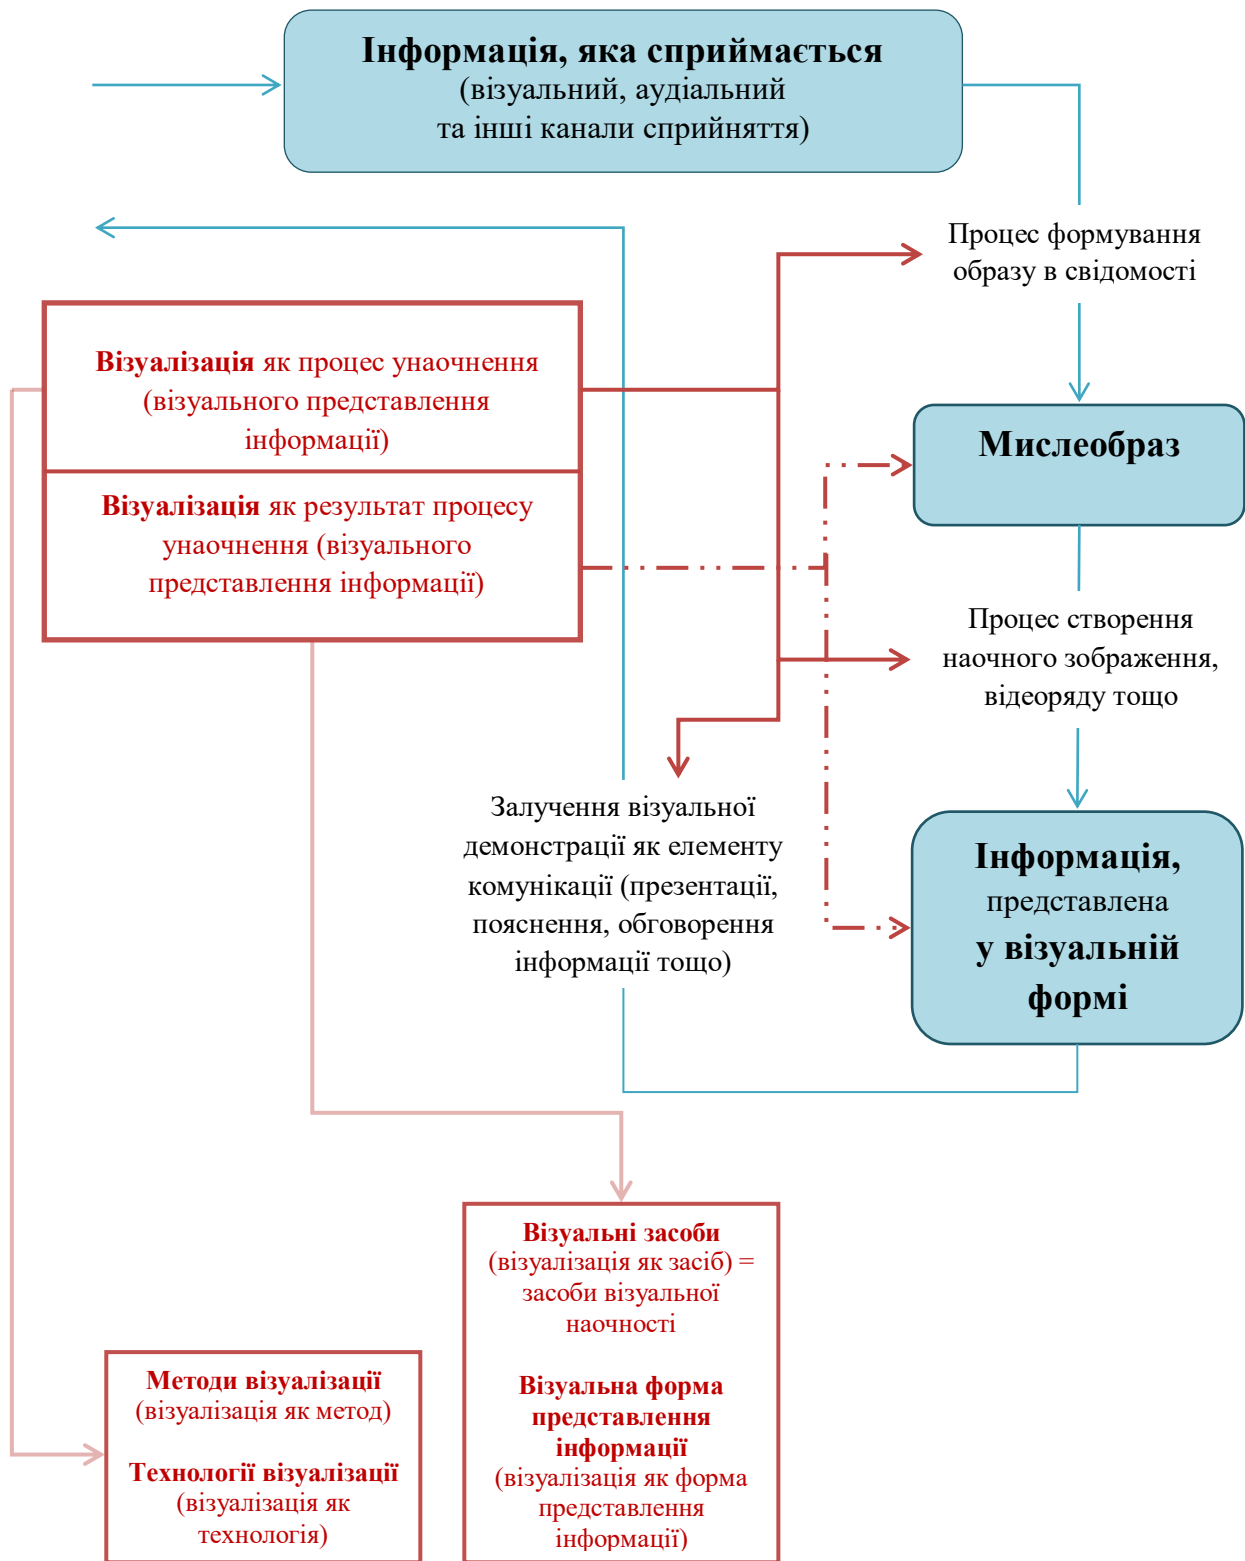 Інформація, яка сприймається
(візуальний, аудіальний
та інші канали сприйняття)
Процес формування
образу в свідомості
Візуалізація як процес унаочнення
(візуального представлення
інформації)
Мислеобраз
Візуалізація як результат процесу
унаочнення (візуального
представлення інформації)
Процес створення
наочного зображення,
відеоряду тощо
Залучення візуальної
демонстрації як елементу
комунікації (презентації,
пояснення, обговорення
інформації тощо)
Інформація,
представлена
у візуальній
формі
Візуальні засоби
(візуалізація як засіб) =
засоби візуальної
наочності
Візуальна форма
представлення
інформації
(візуалізація як форма
представлення
інформації)
Методи візуалізації
(візуалізація як метод)
Технології візуалізації
(візуалізація як
технологія)